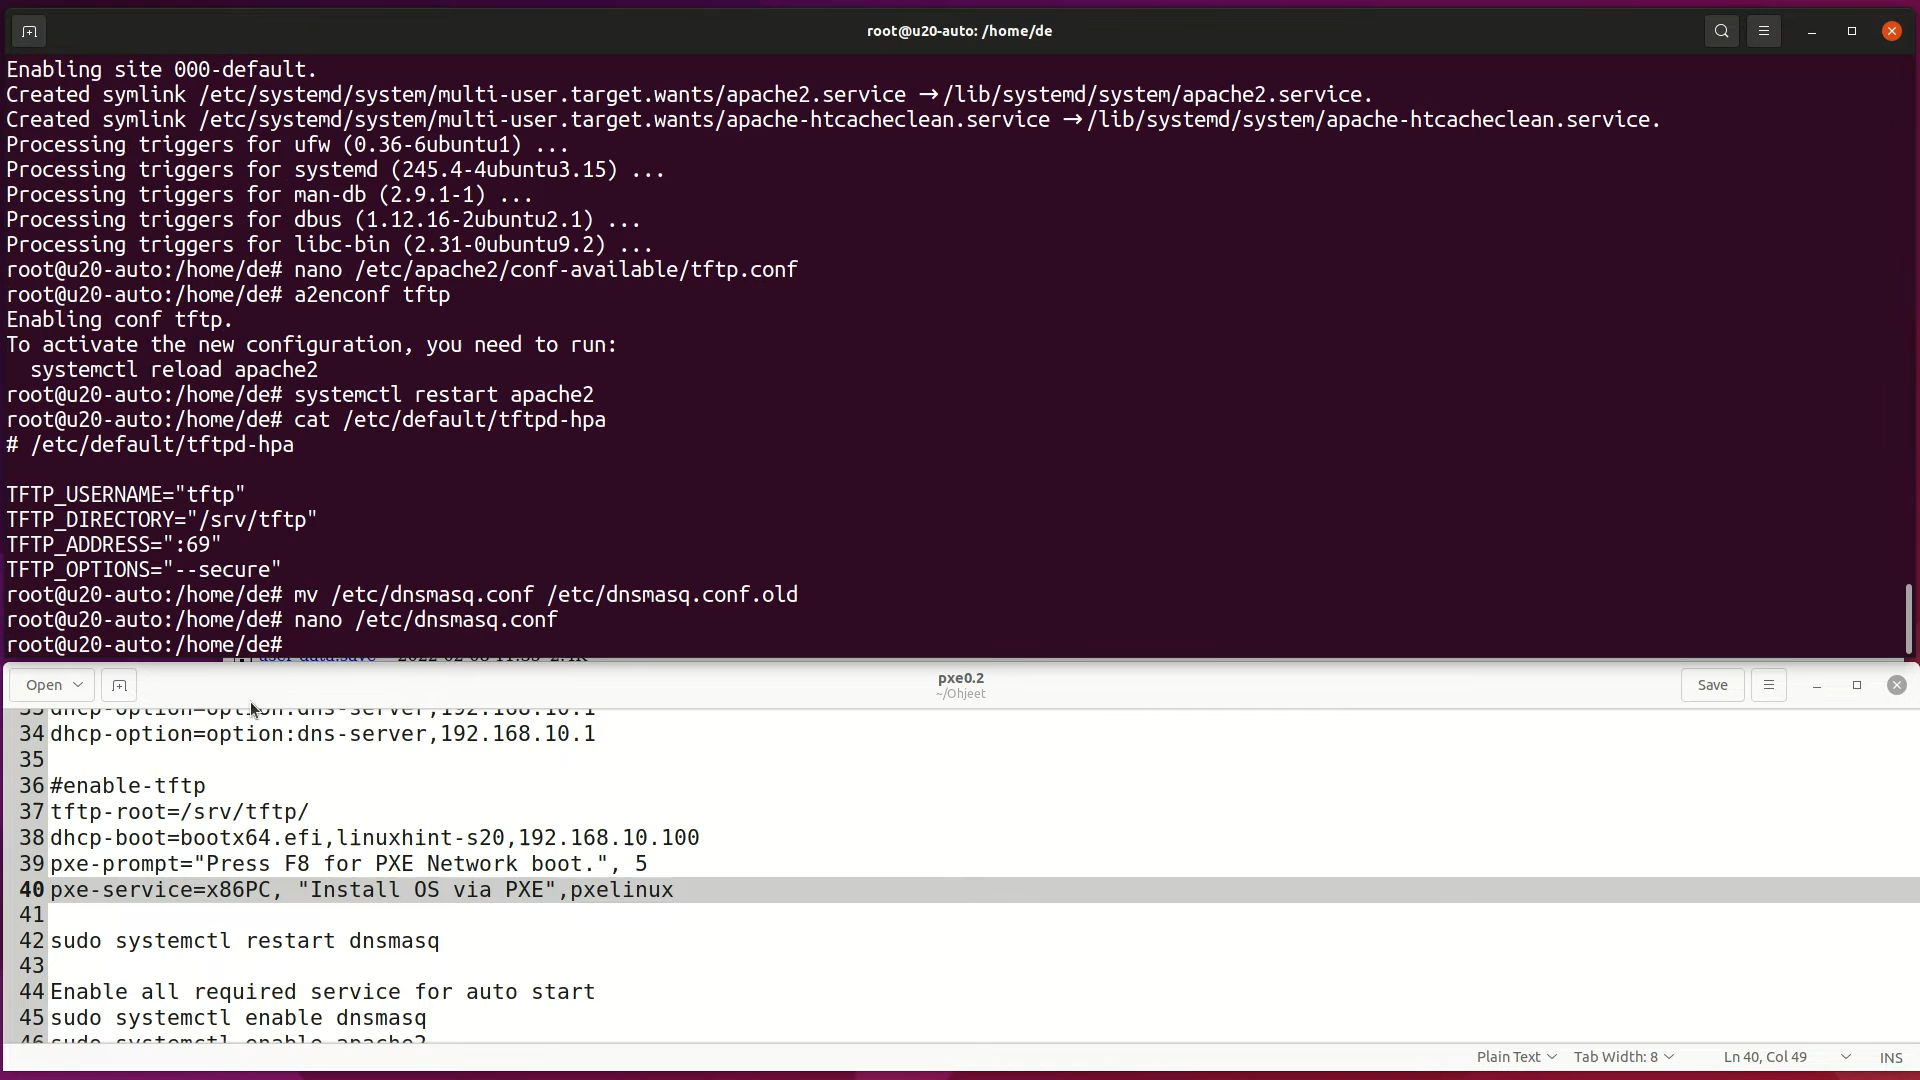 root@u20-auto: /home/de
Enabling site 000-default.
Created symlink /etc/systemd/system/multi-user.target.wants/apache2.service → /lib/systemd/system/apache2.service.
Created symlink /etc/systemd/system/multi-user.target.wants/apache-htcacheclean.service → /lib/systemd/system/apache-htcacheclean.service.
Processing triggers for ufw (0.36-6ubuntu1) ...
Processing triggers for systemd (245.4-4ubuntu3.15) ...
Processing triggers for man-db (2.9.1-1) ...
Processing triggers for dbus (1.12.16-2ubuntu2.1) ...
Processing triggers for libc-bin (2.31-0ubuntu9.2) ...
root@u20-auto:/home/de# nano /etc/apache2/conf-available/tftp.conf
root@u20-auto:/home/de# a2enconf tftp
Enabling conf tftp.
To activate the new configuration, you need to run:
  systemctl reload apache2
root@u20-auto:/home/de# systemctl restart apache2
root@u20-auto:/home/de# cat /etc/default/tftpd-hpa
# /etc/default/tftpd-hpa
TFTP_USERNAME="tftp"
TFTP_DIRECTORY="/srv/tftp"
TFTP_ADDRESS=":69"
TFTP_OPTIONS="--secure"
root@u20-auto:/home/de# mv /etc/dnsmasq.conf /etc/dnsmasq.conf.old
root@u20-auto:/home/de# nano /etc/dnsmasq.conf
root@u20-auto:/home/de#
Open
pxe0.2
~/Ohjeet
Save
33 dhcp-option=option:dns-server,192.168.10.1
34 dhcp-option=option:dns-server,192.168.10.1
35
36 #enable-tftp
37 tftp-root=/srv/tftp/
38 dhcp-boot=bootx64.efi,linuxhint-s20,192.168.10.100
39 pxe-prompt="Press F8 for PXE Network boot.", 5
40 pxe-service=x86PC, "Install OS via PXE",pxelinux
41
42 sudo systemctl restart dnsmasq
43
44 Enable all required service for auto start
45 sudo systemctl enable dnsmasq
46 sudo systemctl enable apache2
Plain Text Tab Width: 8 Ln 40, Col 49 INS